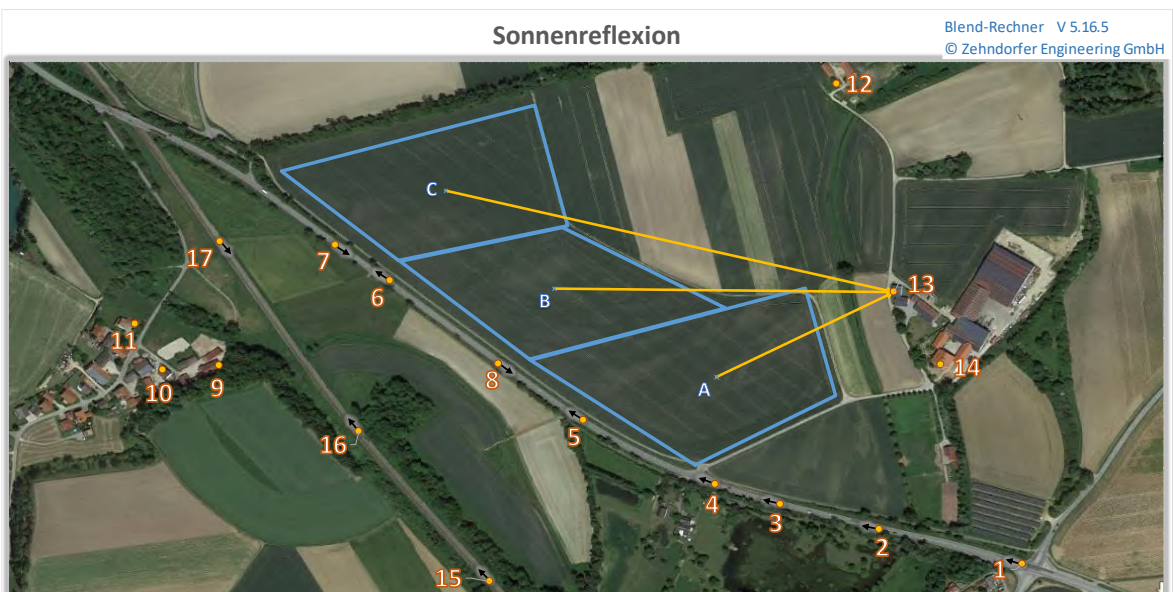 Sonnenreflexion
Blend-Rechner V 5.16.5
© Zehndorfer Engineering GmbH
12
C
17
7
6
13
B
11
10
9
8
A
14
5
16
4
3
2
1
15